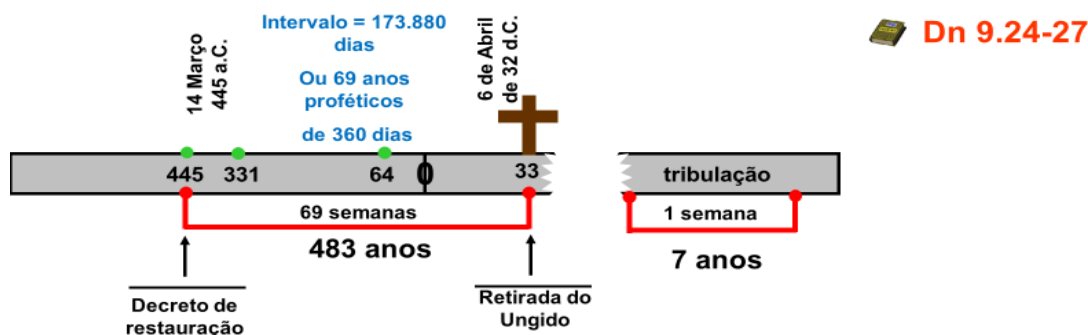 Dn 9.24-27
14 Março
445 a.C.
Intervalo = 173.880
dias
Ou 69 anos
proféticos
de 360 dias
6 de Abril
de 32 d.C.
445
331
64
0
33
tribulação
69 semanas
1 semana
483 anos
7 anos
Decreto de
restauração
Retirada do
Ungido